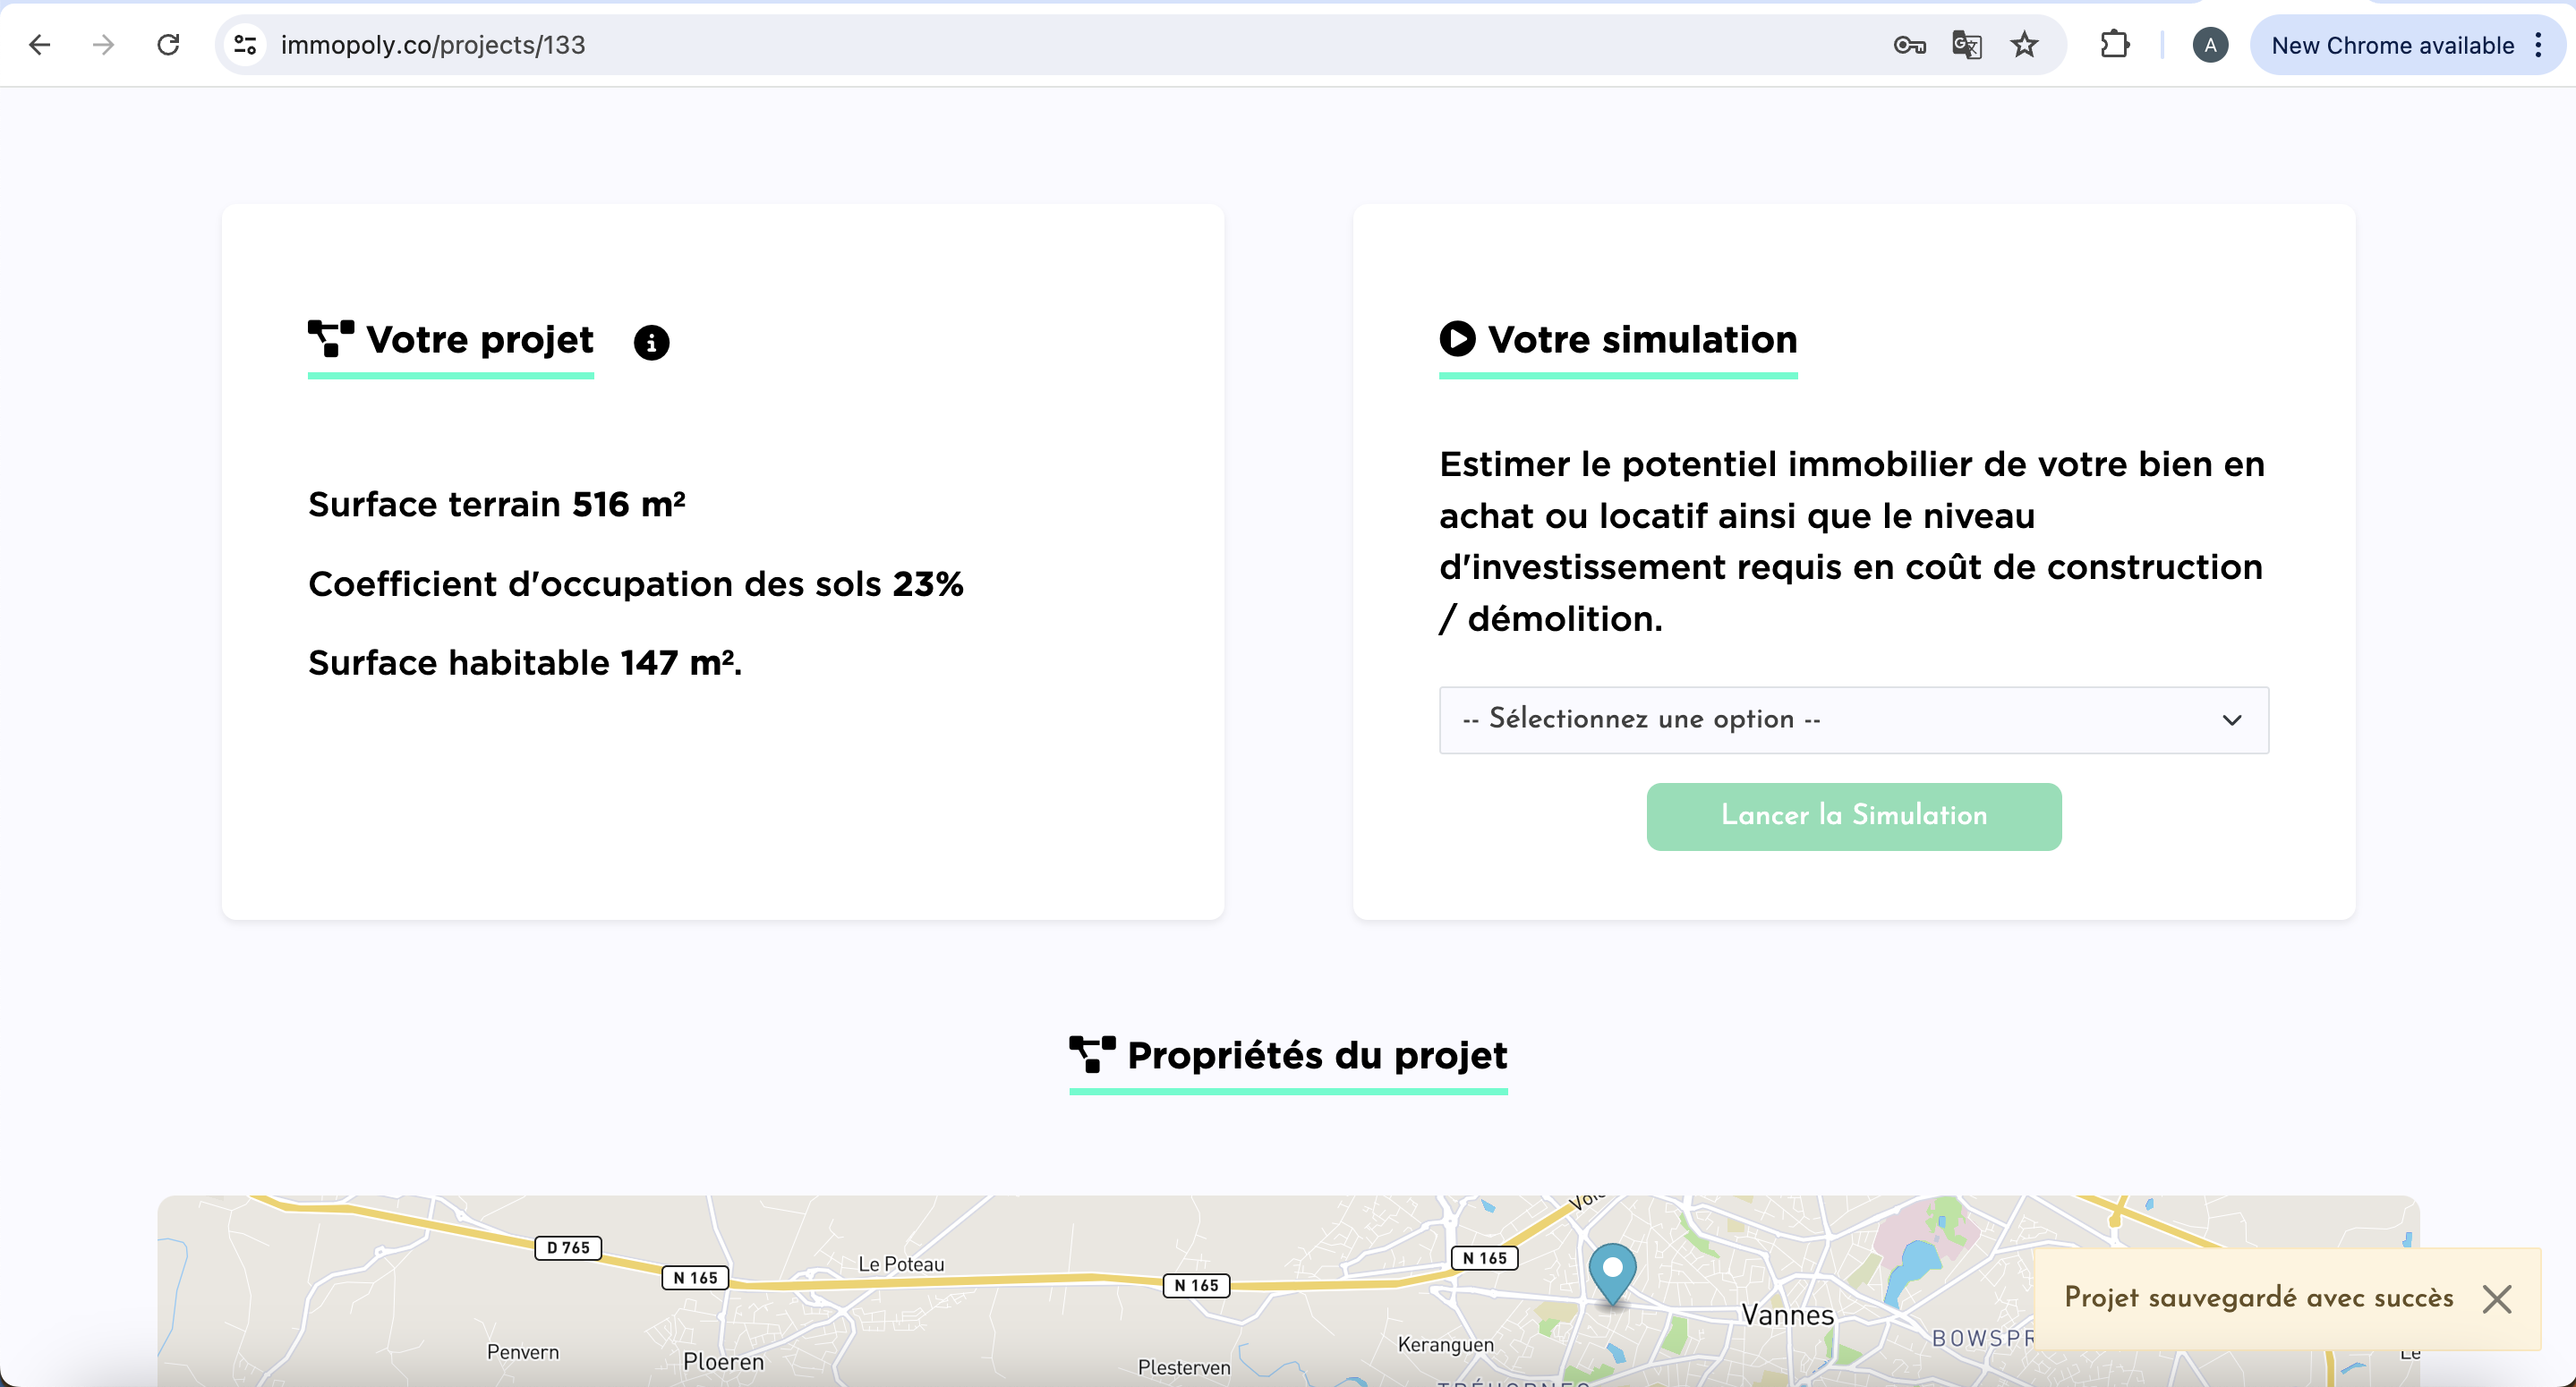 immopoly.co/projects/133
A
New Chrome available
Votre projet
Surface terrain 516 m²
Coefficient d'occupation des sols 23%
Surface habitable 147 m².
Votre simulation
Estimer le potentiel immobilier de votre bien en
achat ou locatif ainsi que le niveau
d'investissement requis en coût de construction
/ démolition.
-- Sélectionnez une option --
Lancer la Simulation
Propriétés du projet
D 765
N 165
Le Poteau
N 165
N 165
Vannes
Penvern
Ploeren
Plesterven
Keranguen
BOWSPR
Le
Projet sauvegardé avec succès